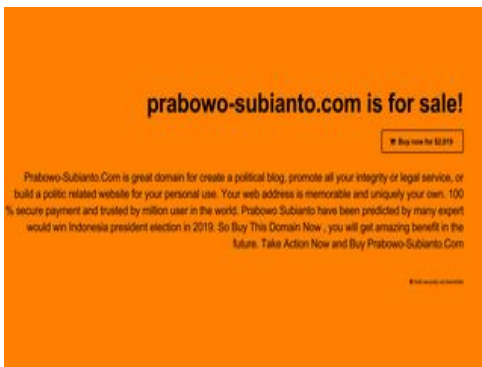 prabowo-subianto.com is for sale!
Buy now for $2,019
Prabowo-Subianto.Com is great domain for create a political blog, promote all your integrity or legal service, or
build a politic related website for your personal use. Your web address is memorable and uniquely your own. 100
% secure payment and trusted by million user in the world. Prabowo Subianto have been predicted by many expert
would win Indonesia president election in 2019. So Buy This Domain Now , you will get amazing benefit in the
future. Take Action Now and Buy Prabowo-Subianto.Com